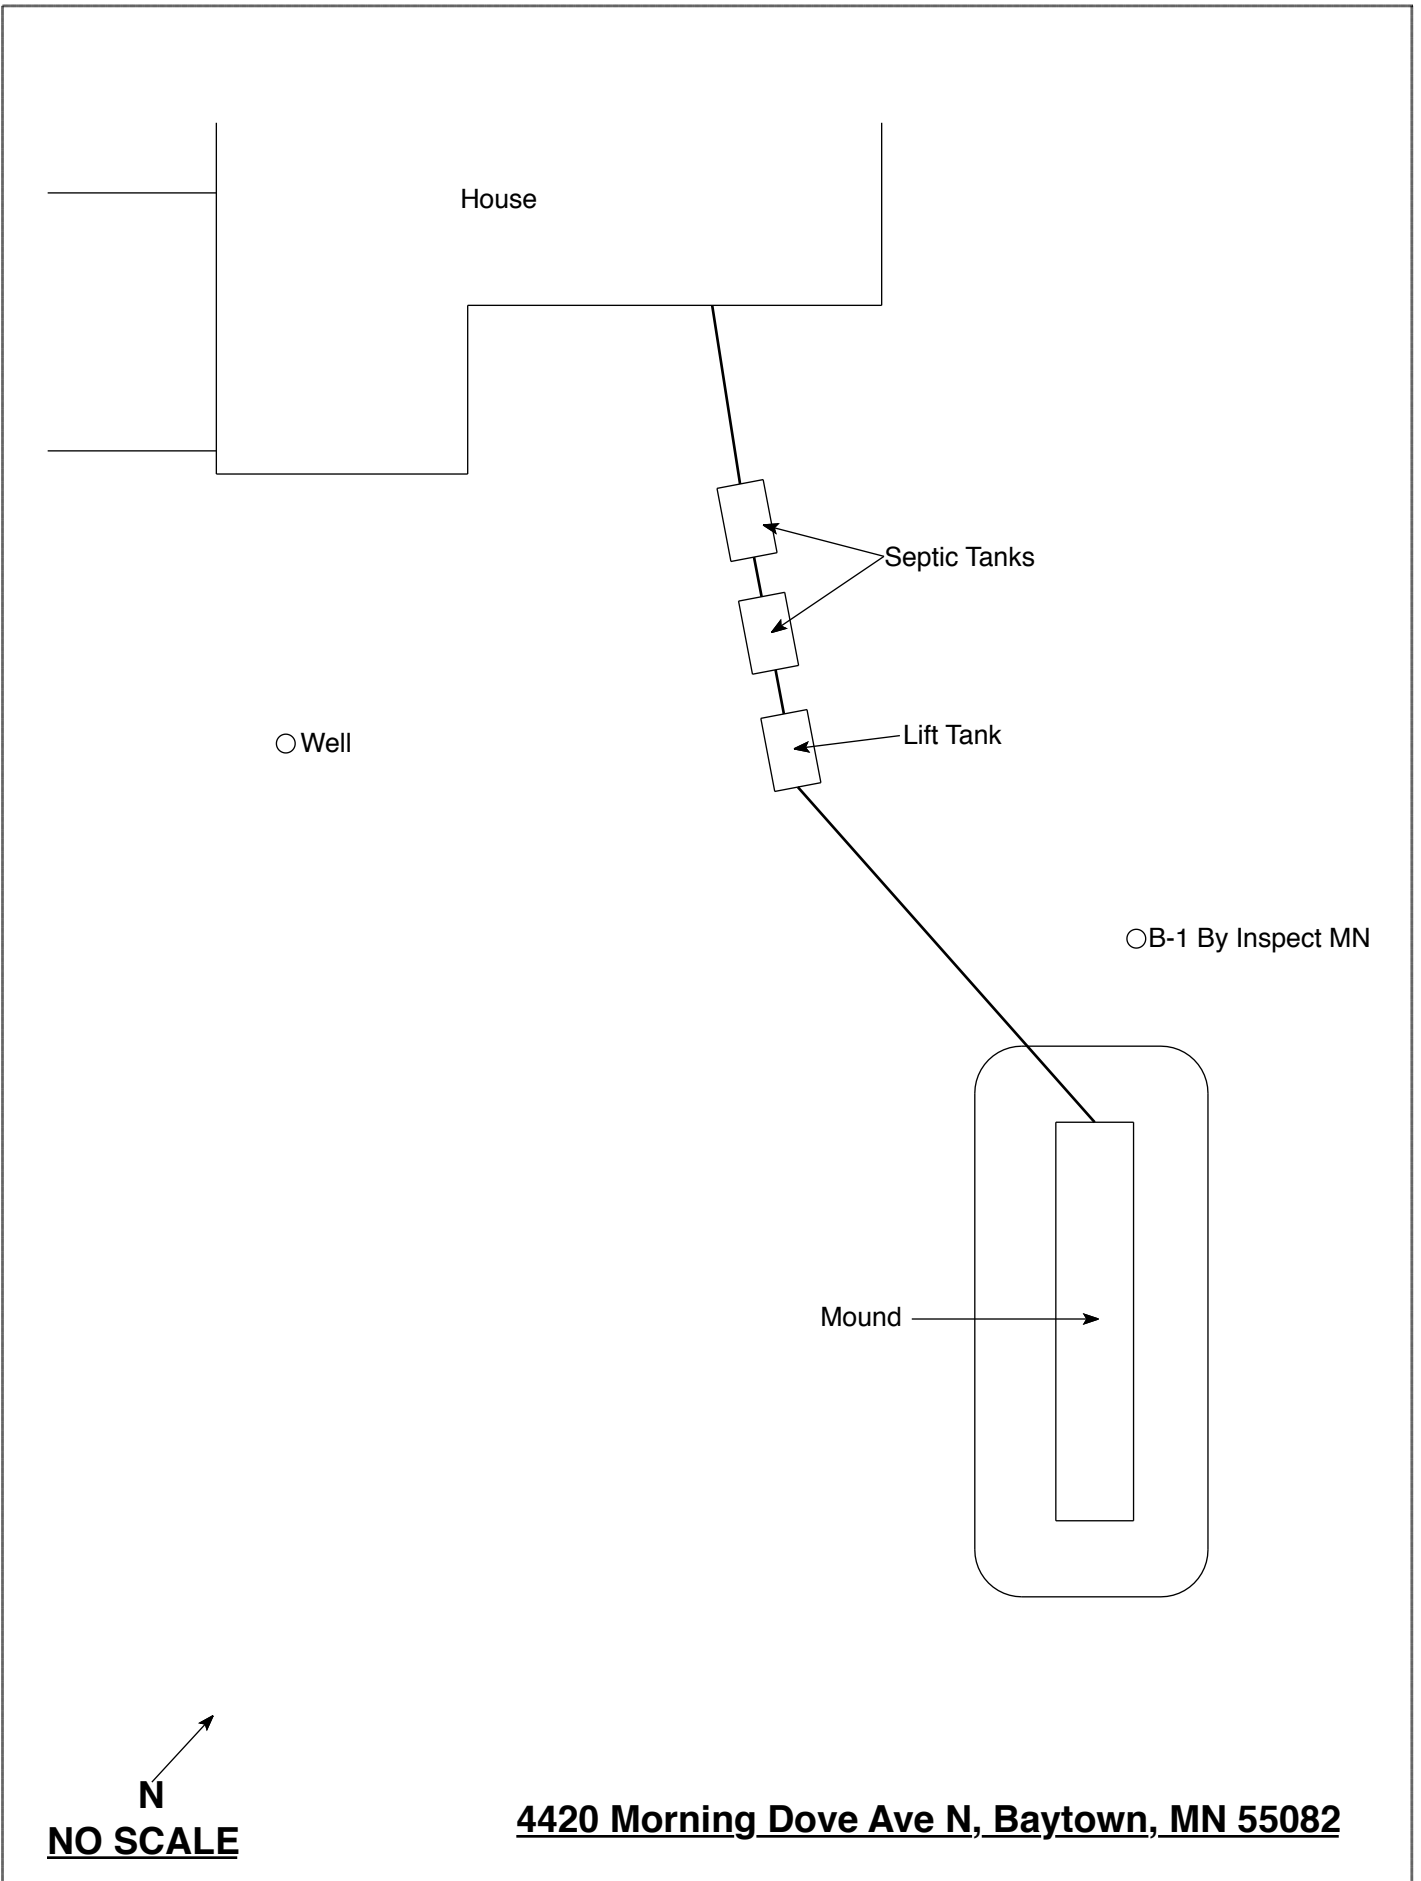 House
Septic Tanks
Lift Tank
Well
B-1 By Inspect MN
Mound
N
NO SCALE
4420 Morning Dove Ave N, Baytown, MN 55082